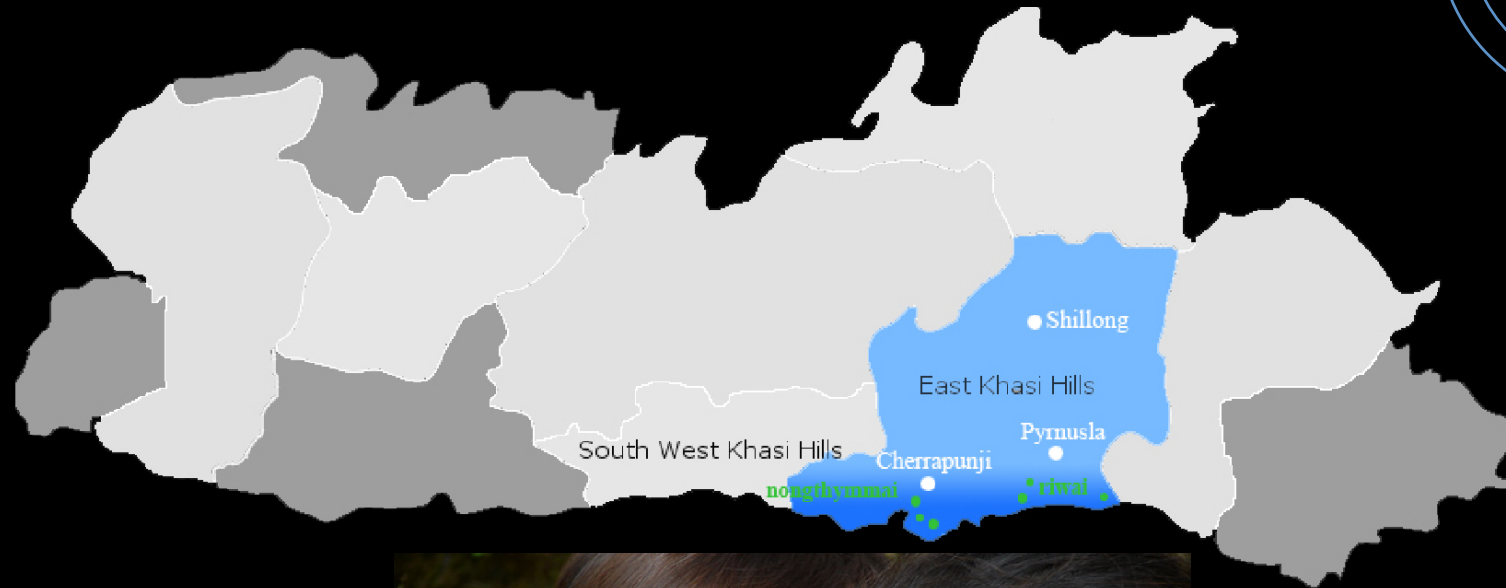 Shillong
East Khasi Hills
Pyrnusla
South West Khasi Hills
Cherrapunji
nongthymmai
riwai